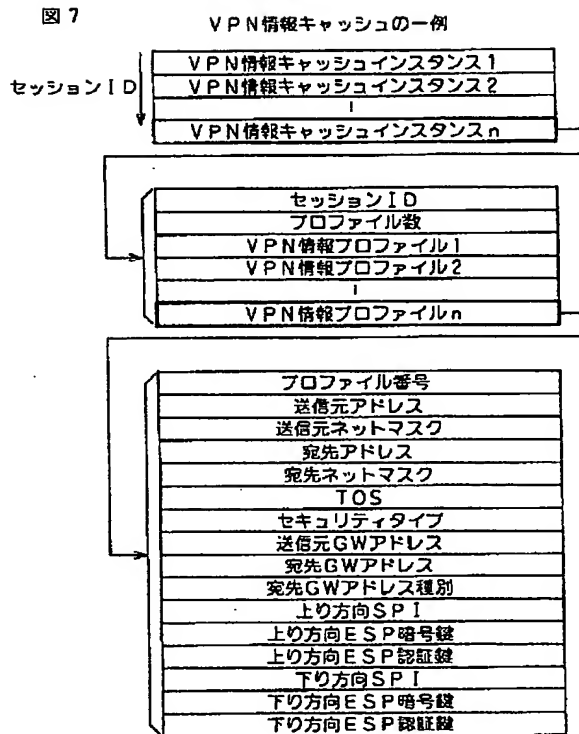 図7
VPN情報キャッシュの一例
セッションID
VPN情報キャッシュインスタンス1
VPN情報キャッシュインスタンス2
VPN情報キャッシュインスタンスn
セッションID
プロファイル数
VPN情報プロファイル1
VPN情報プロファイル2
VPN情報プロファイルn
プロファイル番号
送信元アドレス
送信元ネットマスク
宛先アドレス
宛先ネットマスク
TOS
セキュリティタイプ
送信元GWアドレス
宛先GWアドレス
宛先GWアドレス種別
上り方向SPI
上り方向ESP暗号鍵
上り方向ESP認証鍵
下り方向SPI
下り方向ESP暗号鍵
下り方向ESP認証鍵